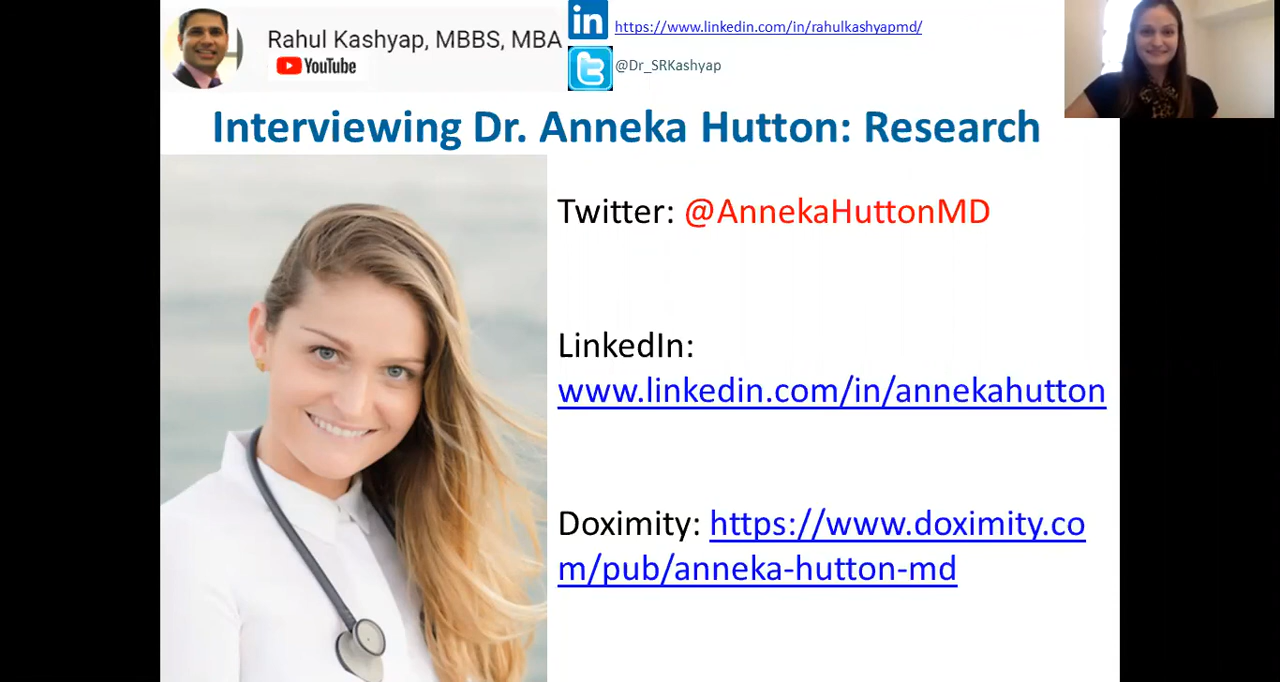 Rahul Kashyap, MBBS, MBA
YouTube
in
https://www.linkedin.com/in/rahulkashyapmd/
@Dr_SRKashyap
Interviewing Dr. Anneka Hutton: Research
Twitter: @AnnekaHuttonMD
LinkedIn:
www.linkedin.com/in/annekahutton
Doximity: https://www.doximity.co
m/pub/anneka-hutton-md